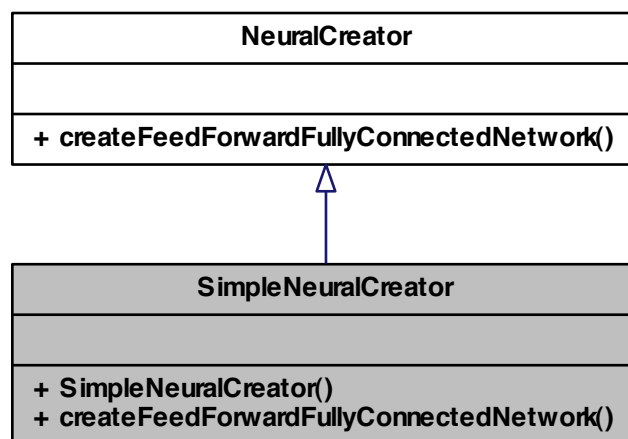 NeuralCreator
+ createFeedForwardFullyConnectedNetwork()
SimpleNeuralCreator
+ SimpleNeuralCreator()
+ createFeedForwardFullyConnectedNetwork()